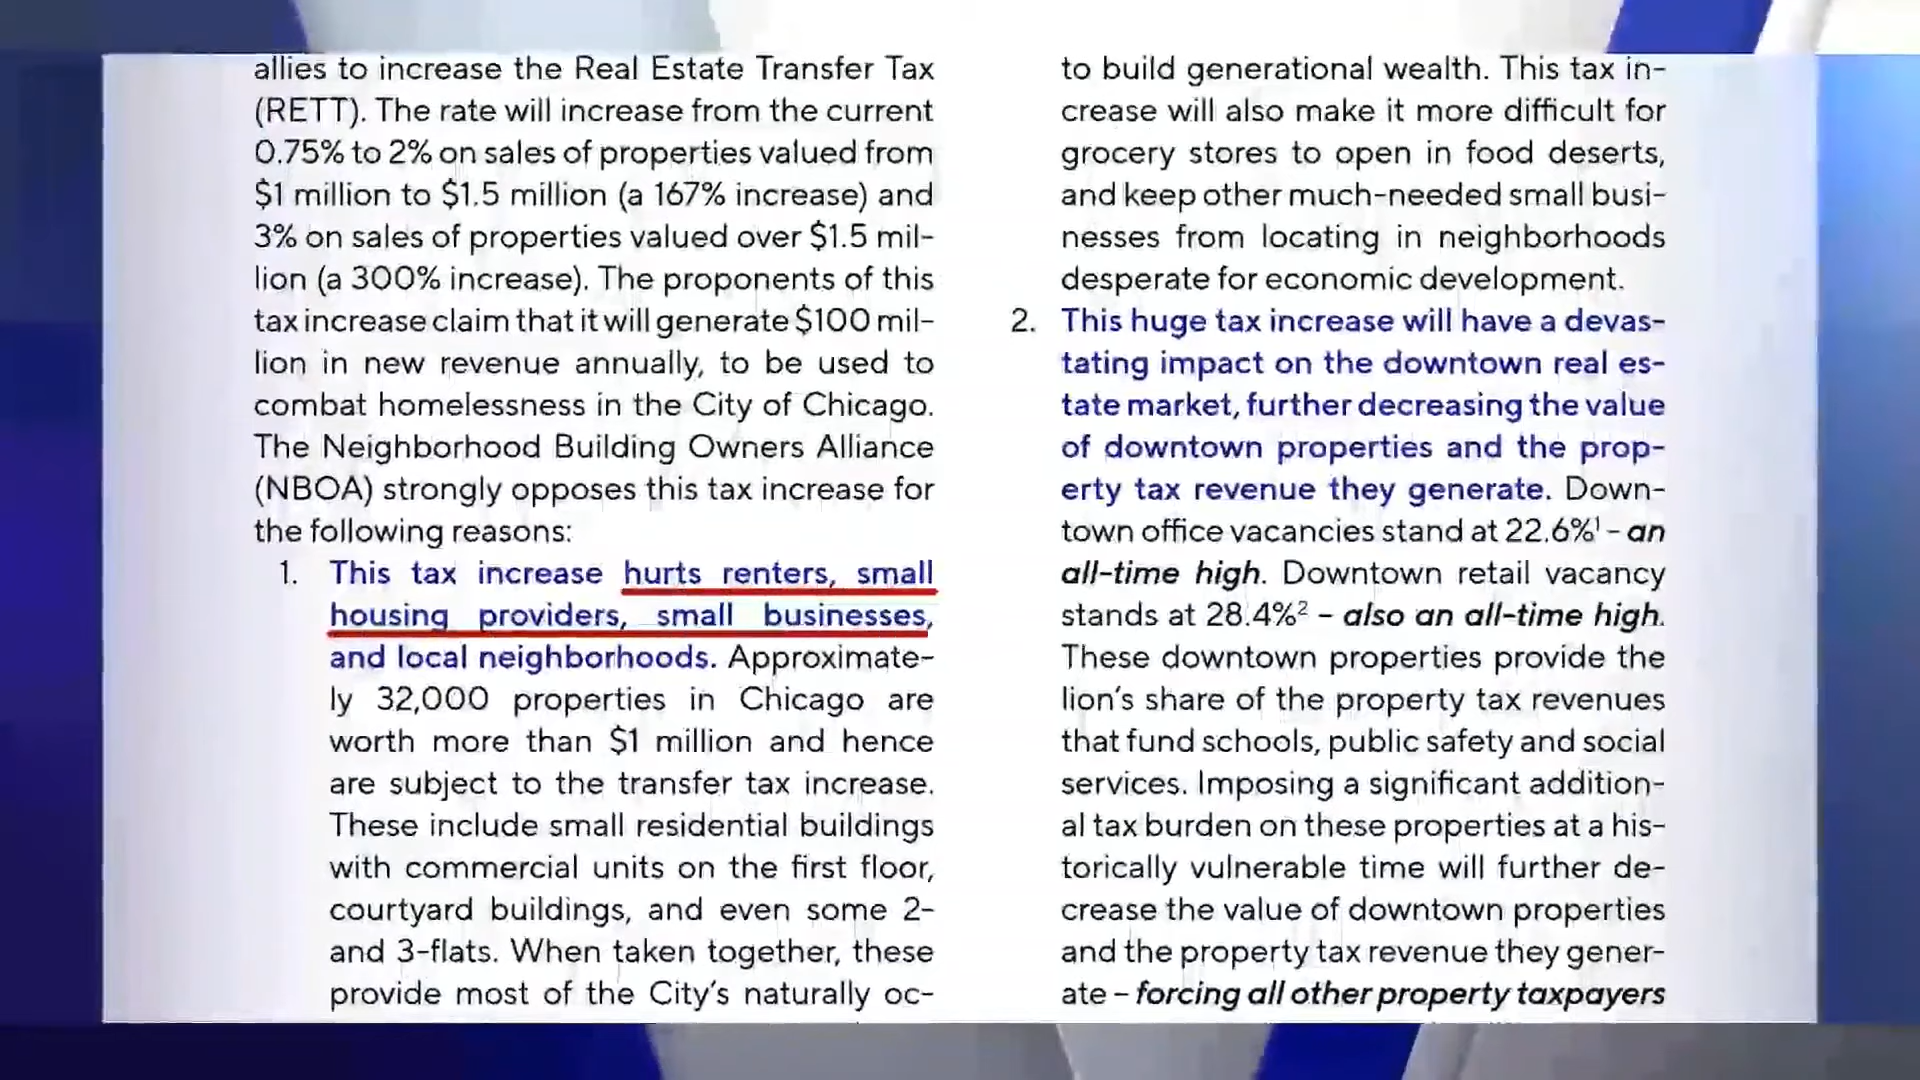 allies to increase the Real Estate Transfer Tax
(RETT). The rate will increase from the current
0.75% to 2% on sales of properties valued from
$1 million to $1.5 million (a 167% increase) and
3% on sales of properties valued over $1.5 mil-
lion (a 300% increase). The proponents of this
tax increase claim that it will generate $100 mil-
lion in new revenue annually, to be used to
combat homelessness in the City of Chicago.
The Neighborhood Building Owners Alliance
(NBOA) strongly opposes this tax increase for
the following reasons:
1. This tax increase hurts renters, small
housing providers, small businesses,
and local neighborhoods. Approximate-
ly 32,000 properties in Chicago are
worth more than $1 million and hence
are subject to the transfer tax increase.
These include small residential buildings
with commercial units on the first floor,
courtyard buildings, and even some 2-
and 3-flats. When taken together, these
provide most of the City's naturally oc-
to build generational wealth. This tax in-
crease will also make it more difficult for
grocery stores to open in food deserts,
and keep other much-needed small busi-
nesses from locating in neighborhoods
desperate for economic development.
2. This huge tax increase will have a devas-
tating impact on the downtown real es-
tate market, further decreasing the value
of downtown properties and the prop-
erty tax revenue they generate. Down-
town office vacancies stand at 22.6%¹ – an
all-time high. Downtown retail vacancy
stands at 28.4%² – also an all-time high.
These downtown properties provide the
lion's share of the property tax revenues
that fund schools, public safety and social
services. Imposing a significant addition-
al tax burden on these properties at a his-
torically vulnerable time will further de-
crease the value of downtown properties
and the property tax revenue they gener-
ate – forcing all other property taxpayers